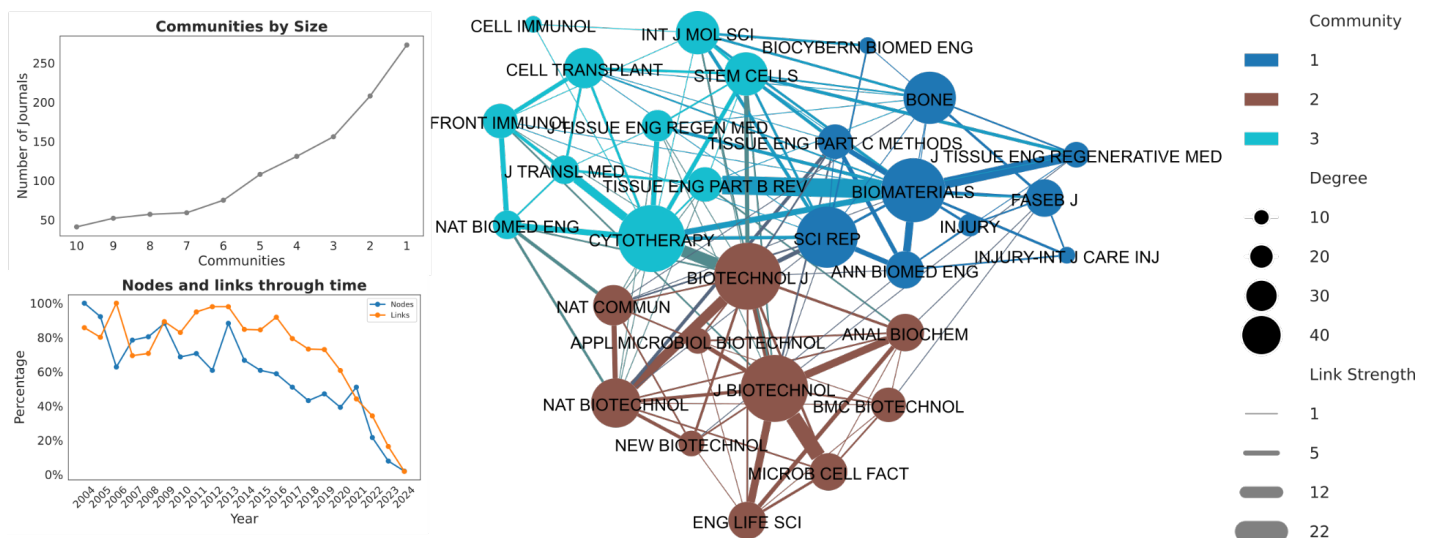 Communities by Size
Number of Journals
250
200
150
100
50
10 9 8 7 6 5 4 3 2 1
Communities
Nodes and links through time
Nodes
Links
Percentage
100%
80%
60%
40%
20%
0%
2004 2005 2006 2007 2008 2009 2010 2011 2012 2013 2014 2015 2016 2017 2018 2019 2020 2021 2022 2023 2024
Year
CELL IMMUNOL
INT J MOL SCI
BIOCYBERN BIOMED ENG
CELL TRANSPLANT
STEM CELLS
BONE
FRONT IMMUNOL
J TISSUE ENG REGEN MED
TISSUE ENG PART C METHODS
J TISSUE ENG REGENERATIVE MED
J TRANSL MED
TISSUE ENG PART B REV
BIOMATERIALS
FASEB J
NAT BIOMED ENG
CYTOTHERAPY
SCI REP
INJURY
INJURY-INT J CARE INJ
ANN BIOMED ENG
BIOTECHNOL J
NAT COMMUN
ANAL BIOCHEM
APPL MICROBIOL BIOTECHNOL
J BIOTECHNOL
NAT BIOTECHNOL
BMC BIOTECHNOL
NEW BIOTECHNOL
MICROB CELL FACT
ENG LIFE SCI
Community
1
2
3
Degree
10
20
30
40
Link Strength
1
5
12
22